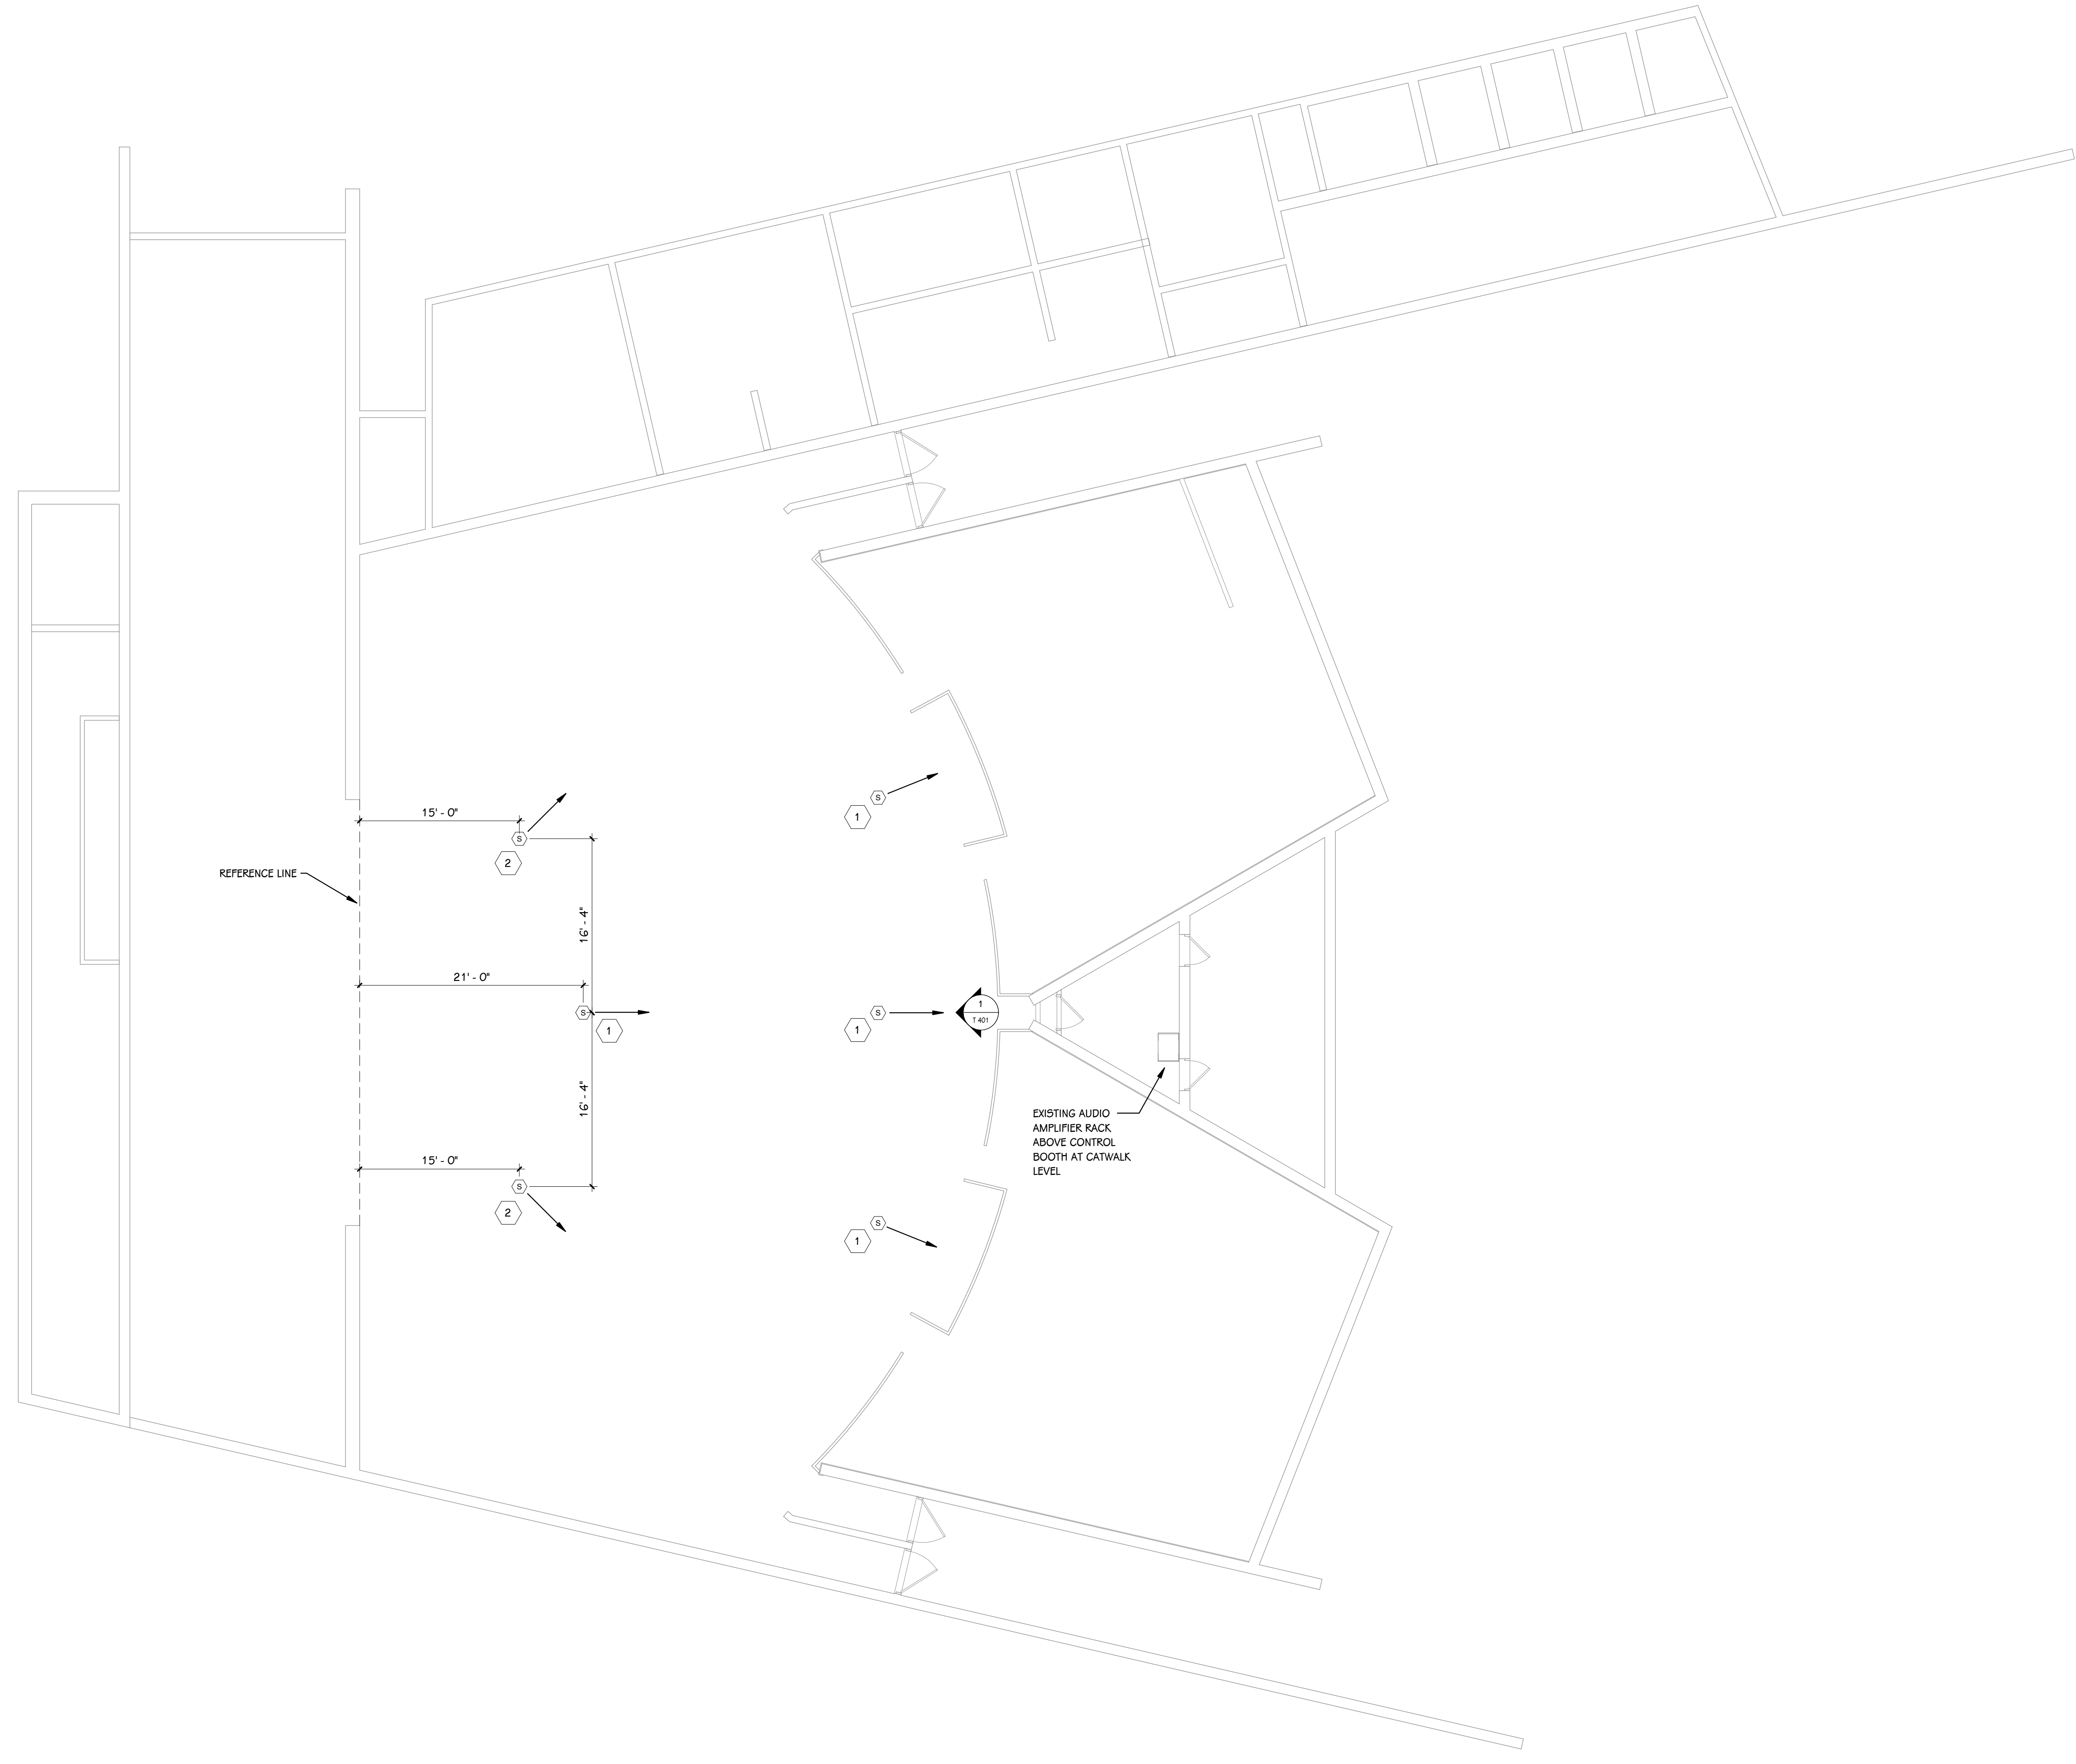 S
1
15' - 0"
S
2
REFERENCE LINE
16' - 4"
21' - 0"
S
1
S
1
1
T 401
16' - 4"
EXISTING AUDIO
AMPLIFIER RACK
ABOVE CONTROL
BOOTH AT CATWALK
LEVEL
15' - 0"
S
2
S
1